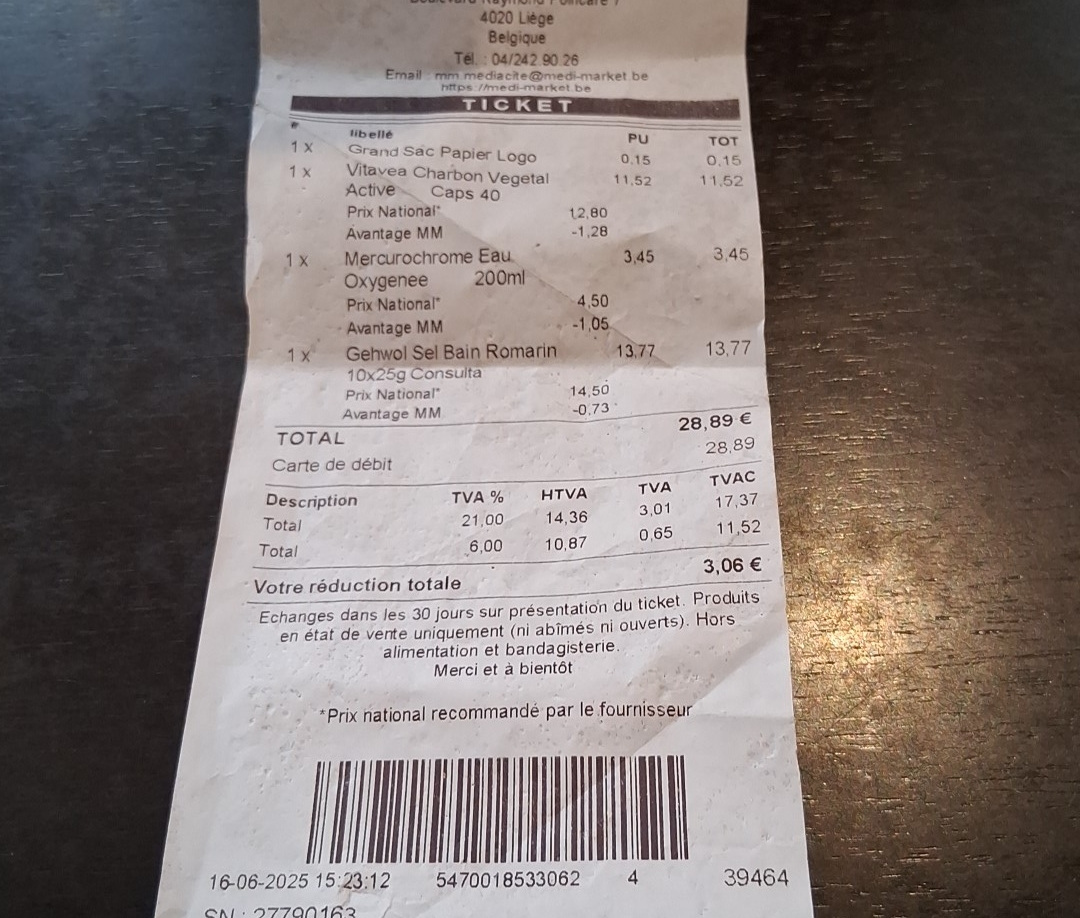 4020 Liège
Belgique
Tél. : 04/242.90.26
Email : mm.mediacite@medi-market.be
https://medi-market.be
TICKET
# libellé PU TOT
1 x Grand Sac Papier Logo 0,15 0,15
1 x Vitavea Charbon Vegetal 11,52 11,52
Active Caps 40
Prix National* 12,80
Avantage MM -1,28
1 x Mercurochrome Eau 3,45 3,45
Oxygenee 200ml
Prix National* 4,50
Avantage MM -1,05
1 x Gehwol Sel Bain Romarin 13,77 13,77
10x25g Consulta
Prix National* 14,50
Avantage MM -0,73
TOTAL 28,89 €
Carte de débit 28,89
Description TVA % HTVA TVA TVAC
Total 21,00 14,36 3,01 17,37
Total 6,00 10,87 0,65 11,52
Votre réduction totale 3,06 €
Echanges dans les 30 jours sur présentation du ticket. Produits
en état de vente uniquement (ni abîmés ni ouverts). Hors
alimentation et bandagisterie.
Merci et à bientôt
*Prix national recommandé par le fournisseur
16-06-2025 15:23:12 5470018533062 4 39464
SN : 27790163